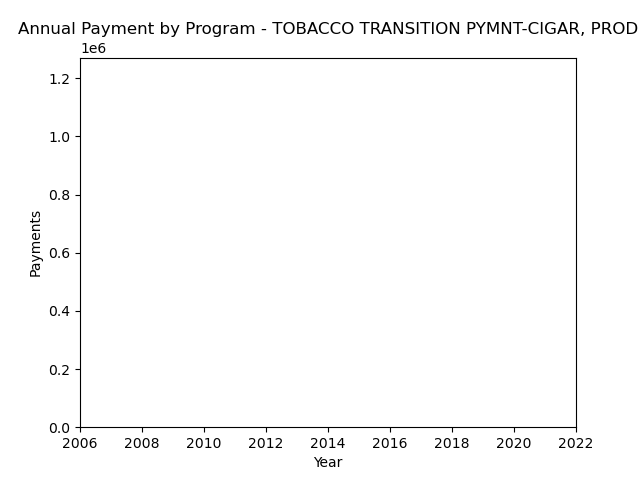 Annual Payment by Program - TOBACCO TRANSITION PYMNT-CIGAR, PROD
1e6
1.2
1.0
0.8
0.6
0.4
0.2
0.0
Payments
2006 2008 2010 2012 2014 2016 2018 2020 2022
Year